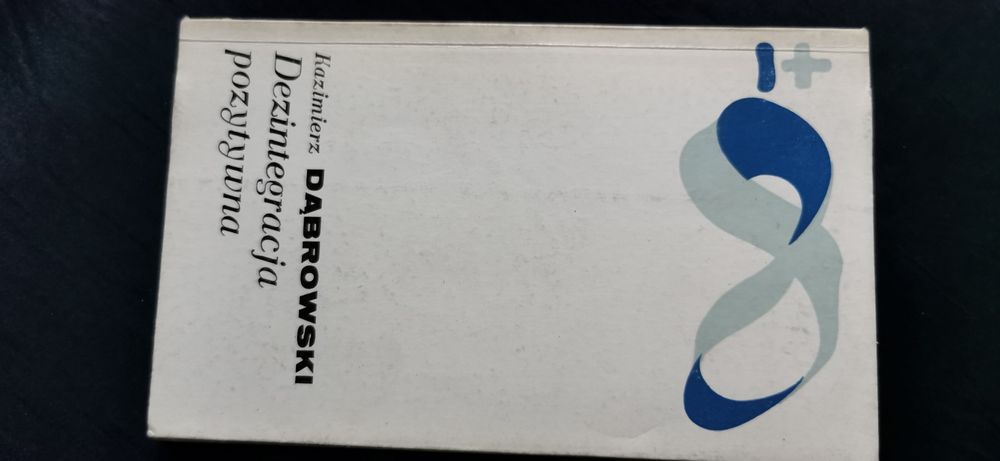 Kazimierz DĄBROWSKI
Dezintegracja
pozytywna